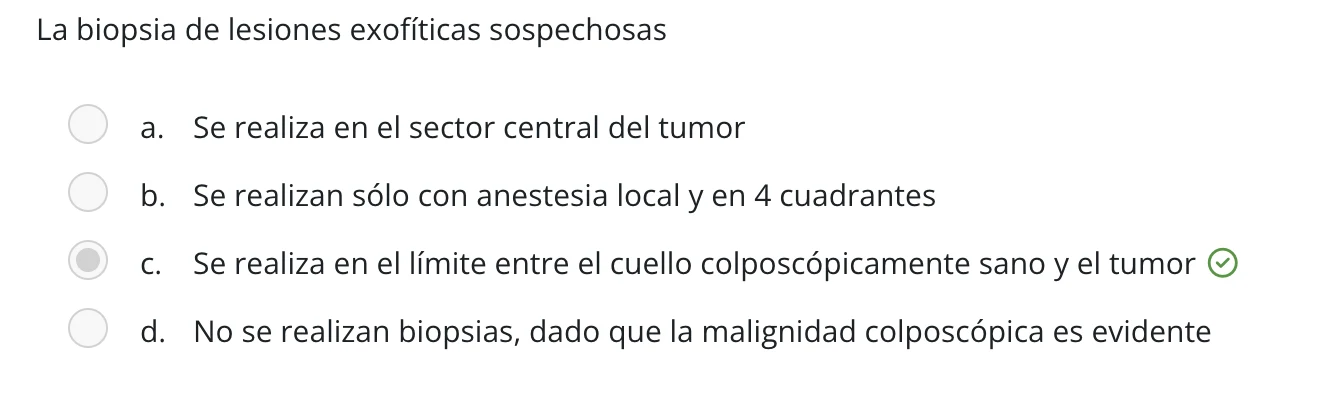 La biopsia de lesiones exofíticas sospechosas
a. Se realiza en el sector central del tumor
b. Se realizan sólo con anestesia local y en 4 cuadrantes
c. Se realiza en el límite entre el cuello colposcópicamente sano y el tumor
d. No se realizan biopsias, dado que la malignidad colposcópica es evidente